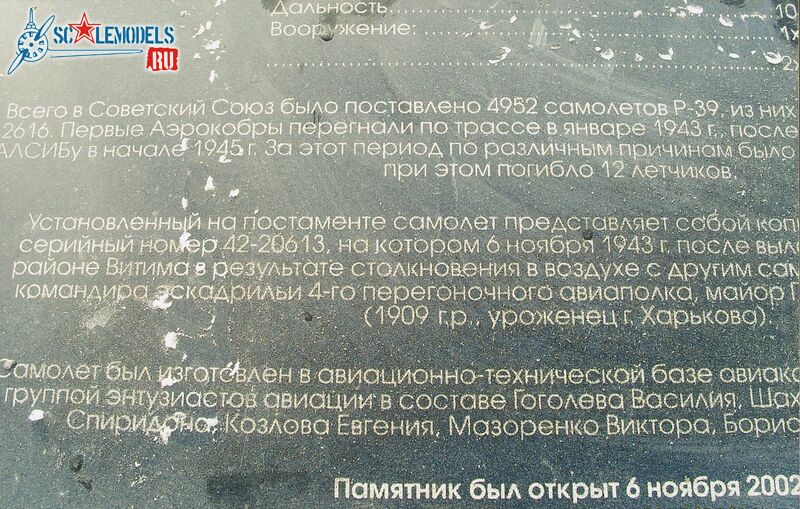 SCALEMODELS
.RU
Дальность: 10
Вооружение: 1х
2х
Всего в Советский Союз было поставлено 4952 самолетов Р-39, из них
2616. Первые Аэрокобры перегнали по трассе в январе 1943 г., после
АЛСИБу в начале 1945 г. За этот период по различным причинам было
при этом погибло 12 летчиков.
Установленный на постаменте самолет представляет собой коп
серийный номер 42-20613, на котором 6 ноября 1943 г. после выл
районе Витима в результате столкновения в воздухе с другим сам
командира эскадрильи 4-го перегоночного авиаполка, майор Г
(1909 г.р., уроженец г. Харькова).
Самолет был изготовлен в авиационно-технической базе авиак
группой энтузиастов авиации в составе Гоголева Василия, Шах
Спиридона, Козлова Евгения, Мазоренко Виктора, Борис
Памятник был открыт 6 ноября 2002